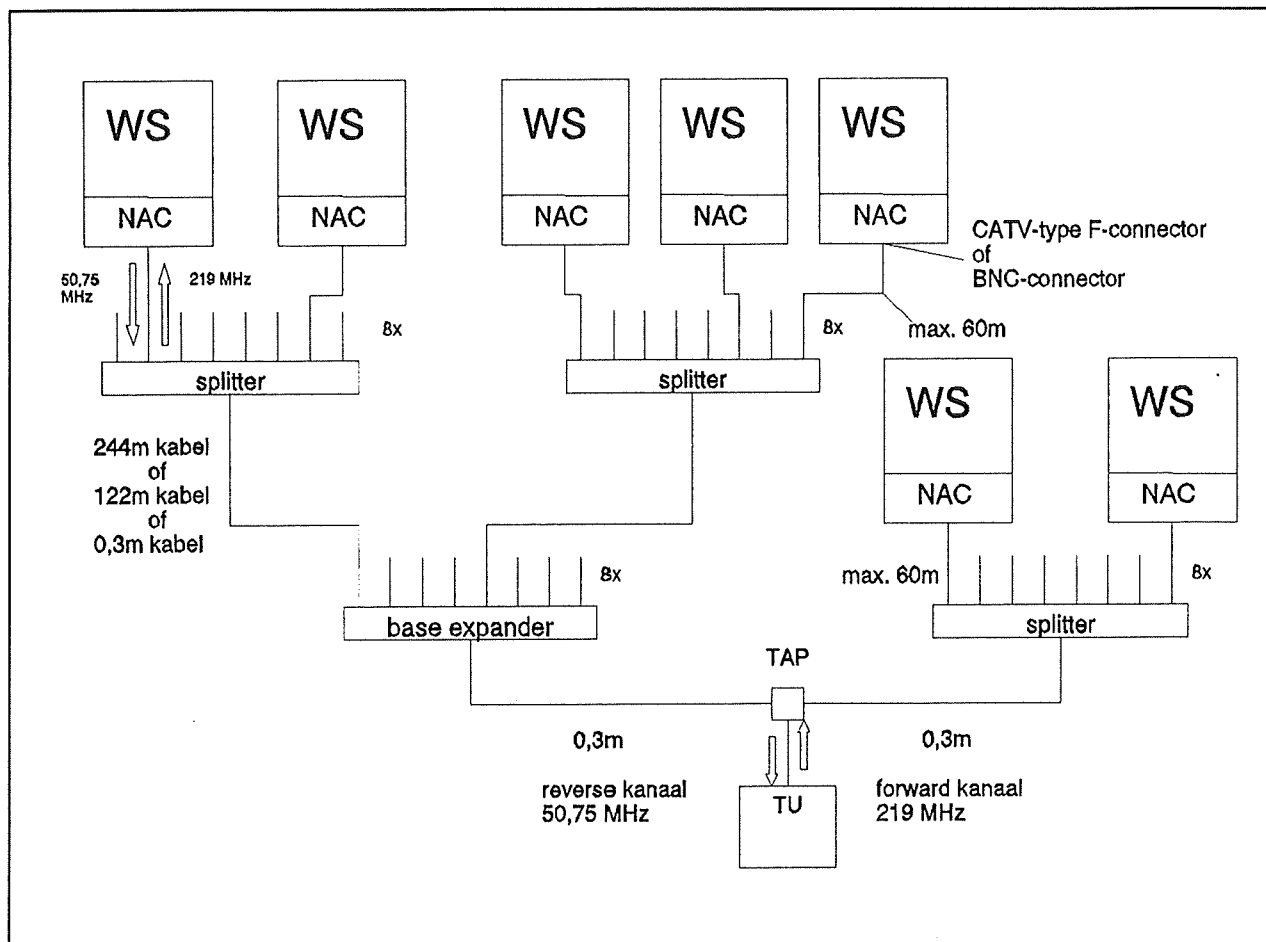 WS
WS
WS
WS
WS
NAC
NAC
NAC
NAC
NAC
CATV-type F-connector
of
BNC-connector
50,75
MHz
219 MHz
8x
8x
max. 60m
splitter
splitter
WS
WS
NAC
NAC
244m kabel
of
122m kabel
of
0,3m kabel
8x
max. 60m
8x
base expander
splitter
TAP
0,3m
0,3m
reverse kanaal
50,75 MHz
forward kanaal
219 MHz
TU